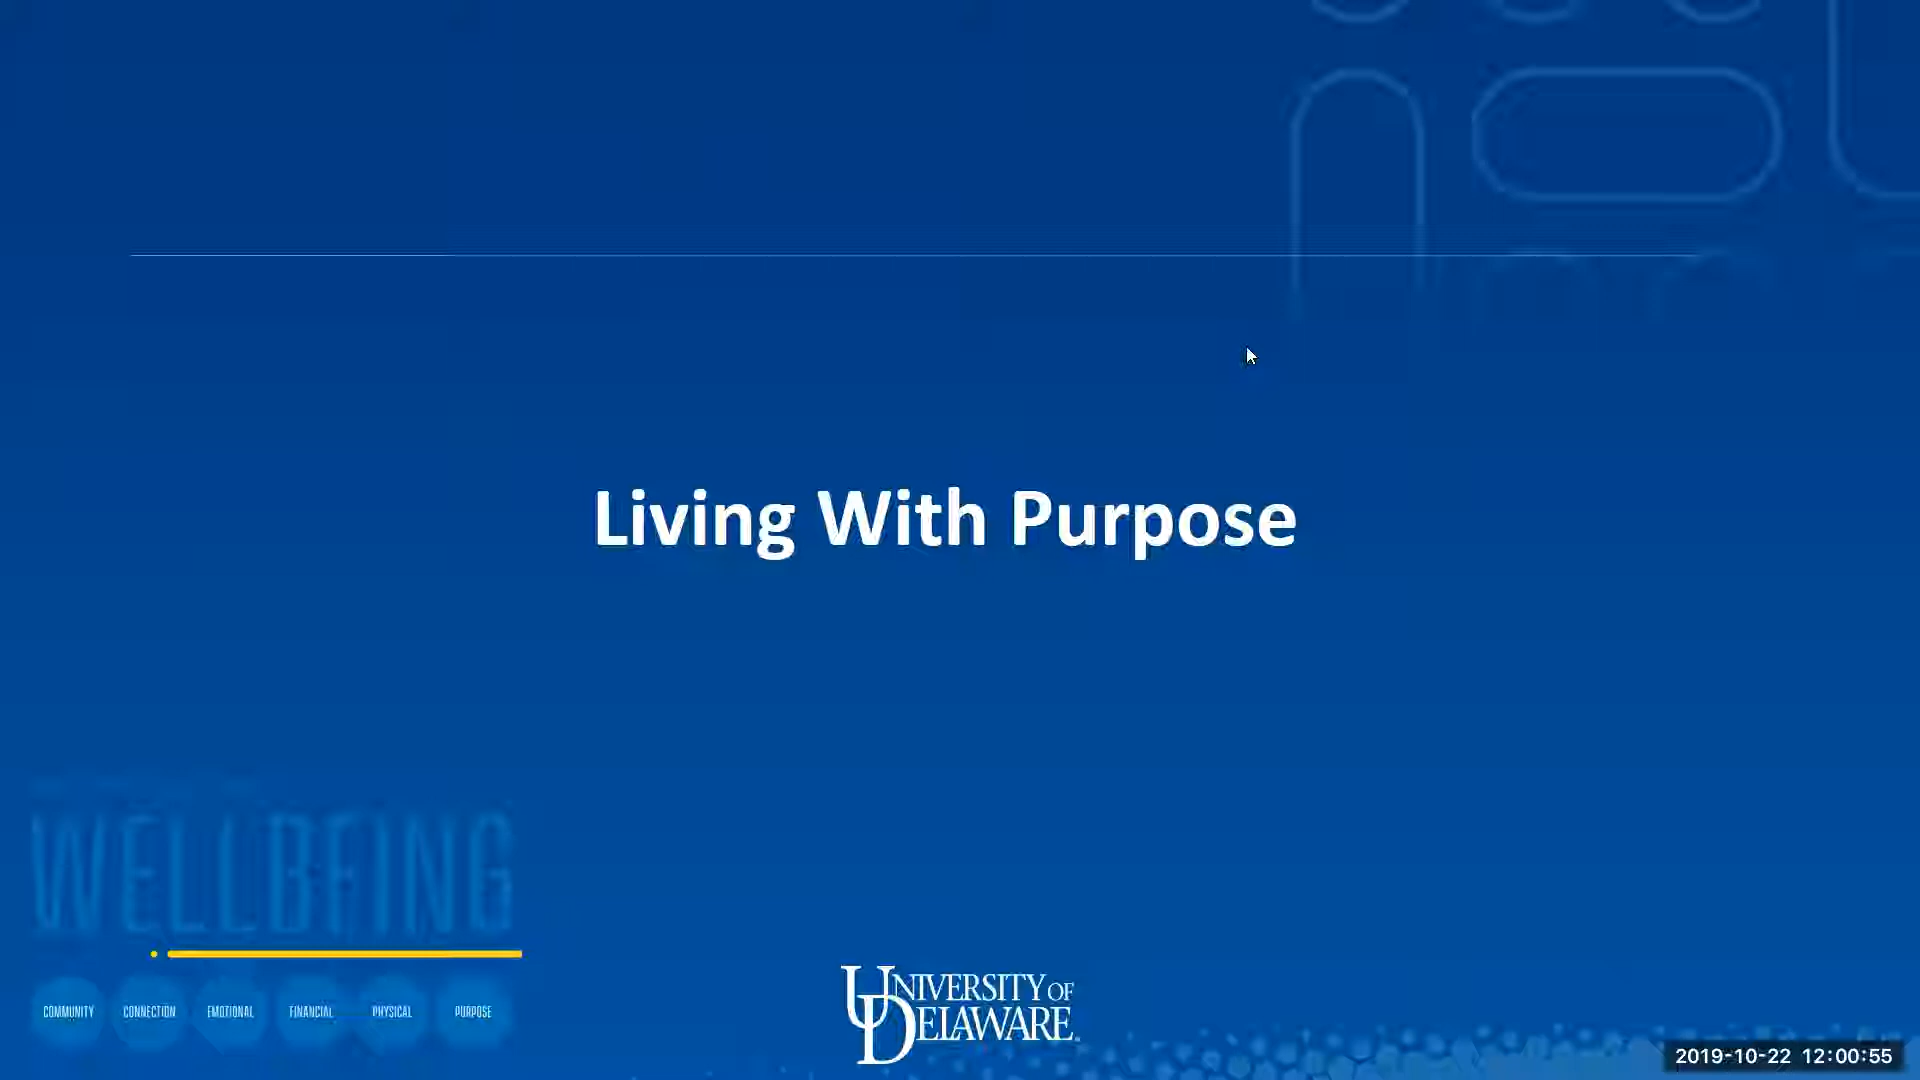 Living With Purpose
WELLBEING
COMMUNITY
CONNECTION
EMOTIONAL
FINANCIAL
PHYSICAL
PURPOSE
UNIVERSITY OF
DELAWARE
2019-10-22 12:00:55